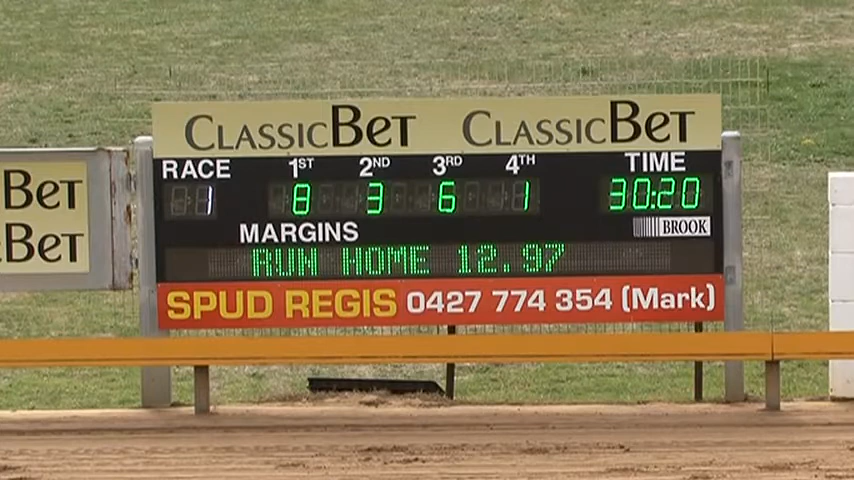 CLASSICBET CLASSICBET
BET
BET
RACE 1ST 2ND 3RD 4TH TIME
1 8 3 6 1 30:20
BROOK
MARGINS
RUN HOME 12.97
SPUD REGIS 0427 774 354 (Mark)